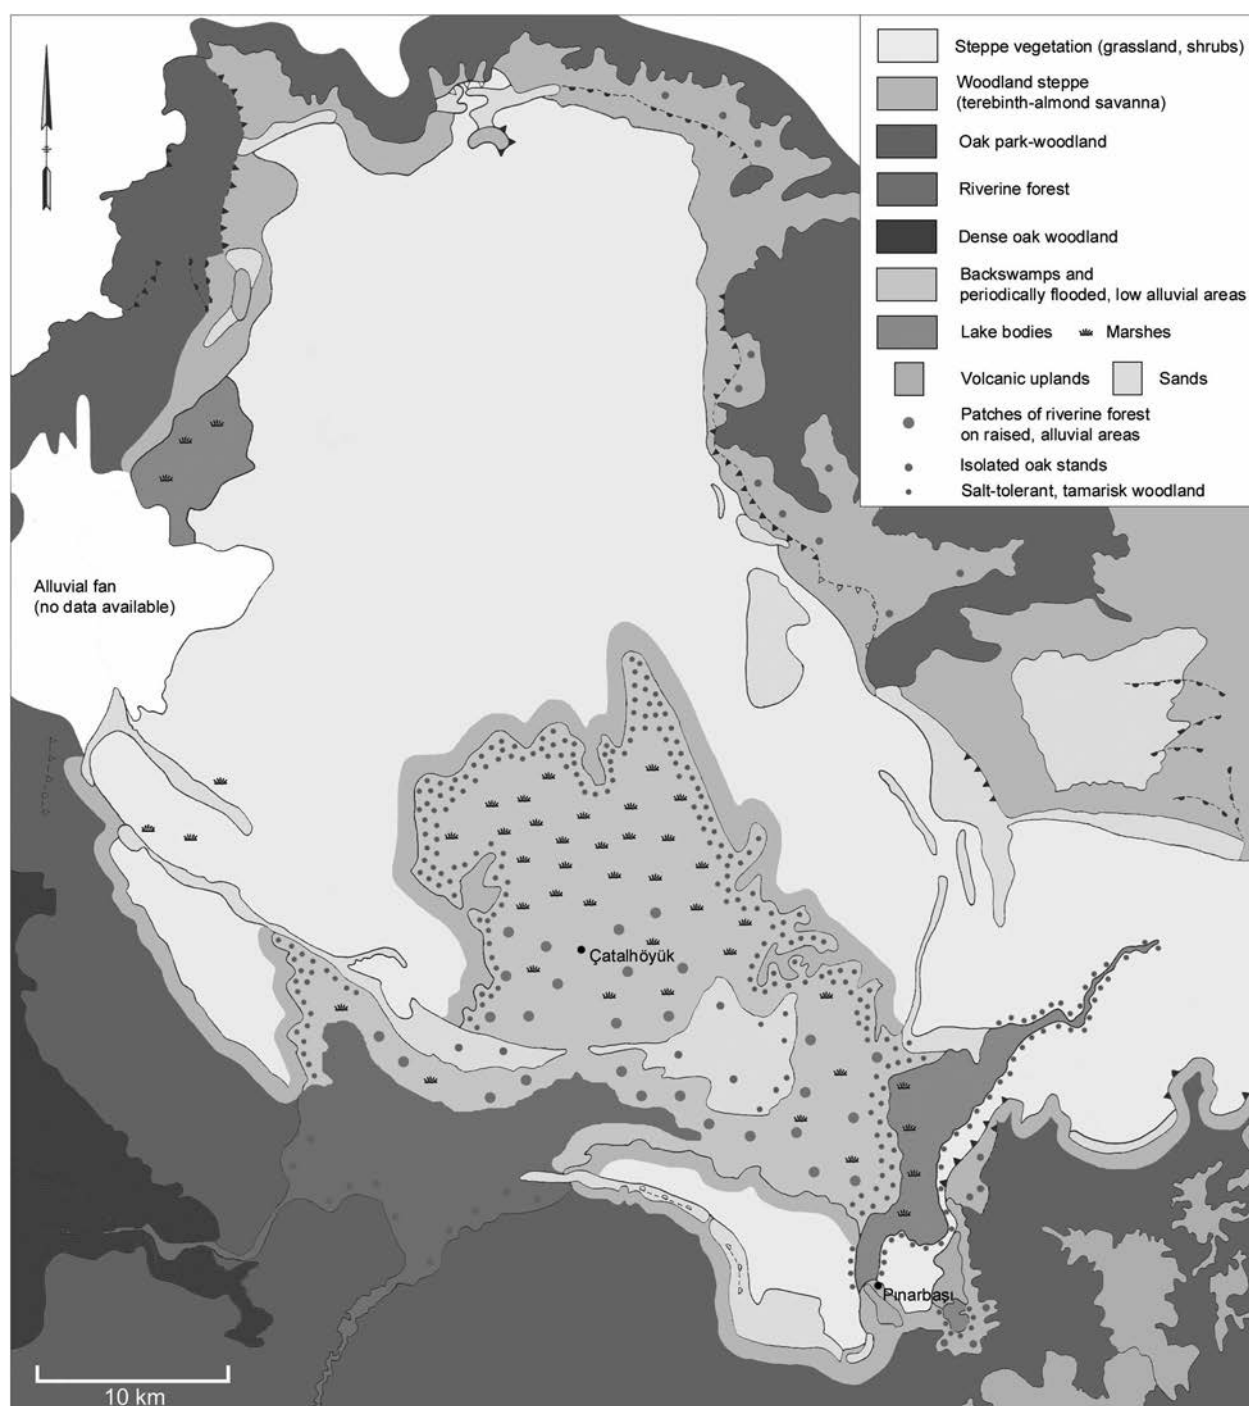 Steppe vegetation (grassland, shrubs)
Woodland steppe
(terebinth-almond savanna)
Oak park-woodland
Riverine forest
Dense oak woodland
Backswamps and
periodically flooded, low alluvial areas
Lake bodies
Marshes
Volcanic uplands
Sands
Patches of riverine forest
on raised, alluvial areas
Isolated oak stands
Salt-tolerant, tamarisk woodland
Alluvial fan
(no data available)
Çatalhöyük
Pınarbaşı
10 km